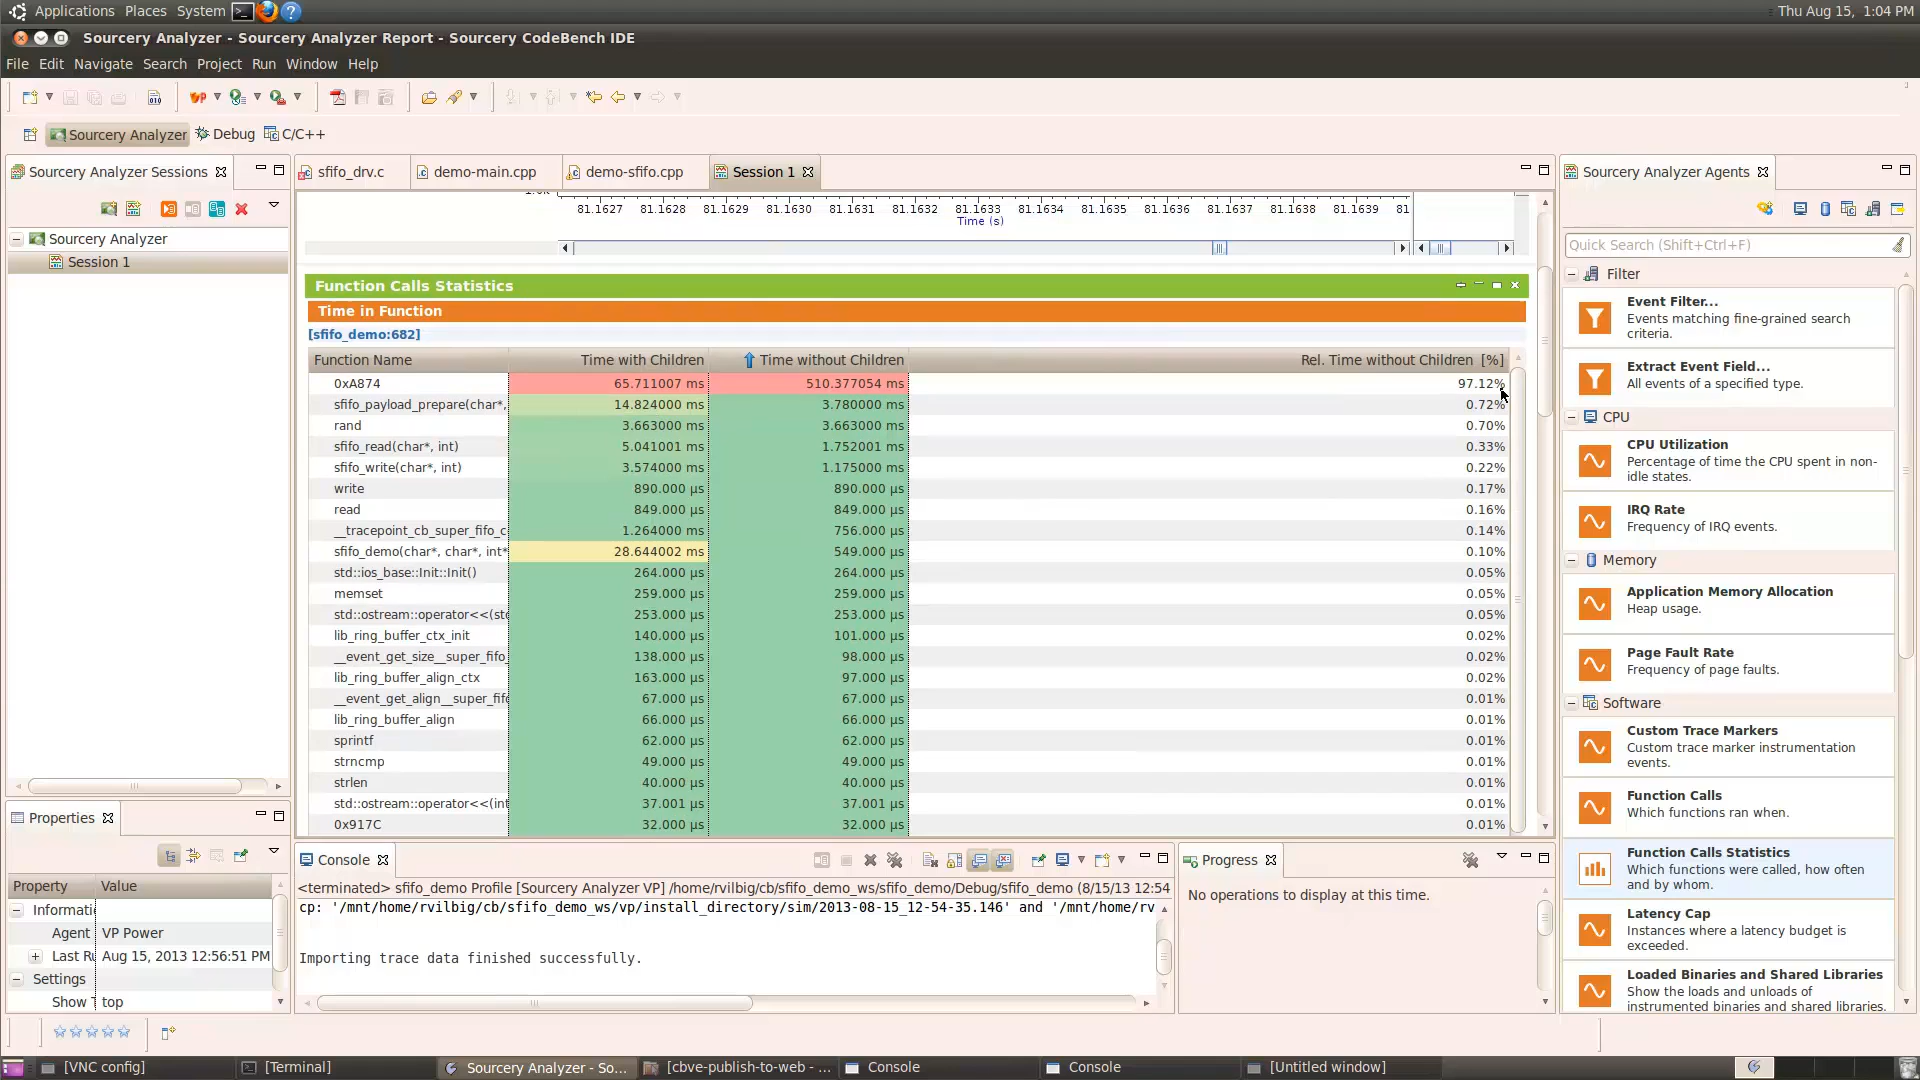 Applications Places System
Thu Aug 15, 1:04 PM
Sourcery Analyzer - Sourcery Analyzer Report - Sourcery CodeBench IDE
File Edit Navigate Search Project Run Window Help
Sourcery Analyzer Debug C/C++
Sourcery Analyzer Sessions
Sourcery Analyzer
Session 1
sfifo_drv.c demo-main.cpp demo-sfifo.cpp Session 1
81.1627 81.1628 81.1629 81.1630 81.1631 81.1632 81.1633 81.1634 81.1635 81.1636 81.1637 81.1638 81.1639 81
Time (s)
Function Calls Statistics
Time in Function
[sfifo_demo:682]
Function Name Time with Children Time without Children Rel. Time without Children [%]
0xA874 65.711007 ms 510.377054 ms 97.12%
sfifo_payload_prepare(char*, 14.824000 ms 3.780000 ms 0.72%
rand 3.663000 ms 3.663000 ms 0.70%
sfifo_read(char*, int) 5.041001 ms 1.752001 ms 0.33%
sfifo_write(char*, int) 3.574000 ms 1.175000 ms 0.22%
write 890.000 µs 890.000 µs 0.17%
read 849.000 µs 849.000 µs 0.16%
__tracepoint_cb_super_fifo_c 1.264000 ms 756.000 µs 0.14%
sfifo_demo(char*, char*, int* 28.644002 ms 549.000 µs 0.10%
std::ios_base::Init::Init() 264.000 µs 264.000 µs 0.05%
memset 259.000 µs 259.000 µs 0.05%
std::ostream::operator<<(st 253.000 µs 253.000 µs 0.05%
lib_ring_buffer_ctx_init 140.000 µs 101.000 µs 0.02%
__event_get_size__super_fifo_ 138.000 µs 98.000 µs 0.02%
lib_ring_buffer_align_ctx 163.000 µs 97.000 µs 0.02%
__event_get_align__super_fif 67.000 µs 67.000 µs 0.01%
lib_ring_buffer_align 66.000 µs 66.000 µs 0.01%
sprintf 62.000 µs 62.000 µs 0.01%
strncmp 49.000 µs 49.000 µs 0.01%
strlen 40.000 µs 40.000 µs 0.01%
std::ostream::operator<<(int 37.001 µs 37.001 µs 0.01%
0x917C 32.000 µs 32.000 µs 0.01%
Sourcery Analyzer Agents
Quick Search (Shift+Ctrl+F)
Filter
Event Filter...
Events matching fine-grained search
criteria.
Extract Event Field...
All events of a specified type.
CPU
CPU Utilization
Percentage of time the CPU spent in non-
idle states.
IRQ Rate
Frequency of IRQ events.
Memory
Application Memory Allocation
Heap usage.
Page Fault Rate
Frequency of page faults.
Software
Custom Trace Markers
Custom trace marker instrumentation
events.
Function Calls
Which functions ran when.
Function Calls Statistics
Which functions were called, how often
and by whom.
Latency Cap
Instances where a latency budget is
exceeded.
Loaded Binaries and Shared Libraries
Show the loads and unloads of
instrumented binaries and shared libraries.
Properties
Property Value
Informati
Agent VP Power
Last Ru Aug 15, 2013 12:56:51 PM
Settings
Show T top
Console
<terminated> sfifo_demo Profile [Sourcery Analyzer VP] /home/rvilbig/cb/sfifo_demo_ws/sfifo_demo/Debug/sfifo_demo (8/15/13 12:54
cp: '/mnt/home/rvilbig/cb/sfifo_demo_ws/vp/install_directory/sim/2013-08-15_12-54-35.146' and '/mnt/home/rv
Importing trace data finished successfully.
Progress
No operations to display at this time.
[VNC config] [Terminal] Sourcery Analyzer - So... [cbve-publish-to-web - ... Console Console [Untitled window]